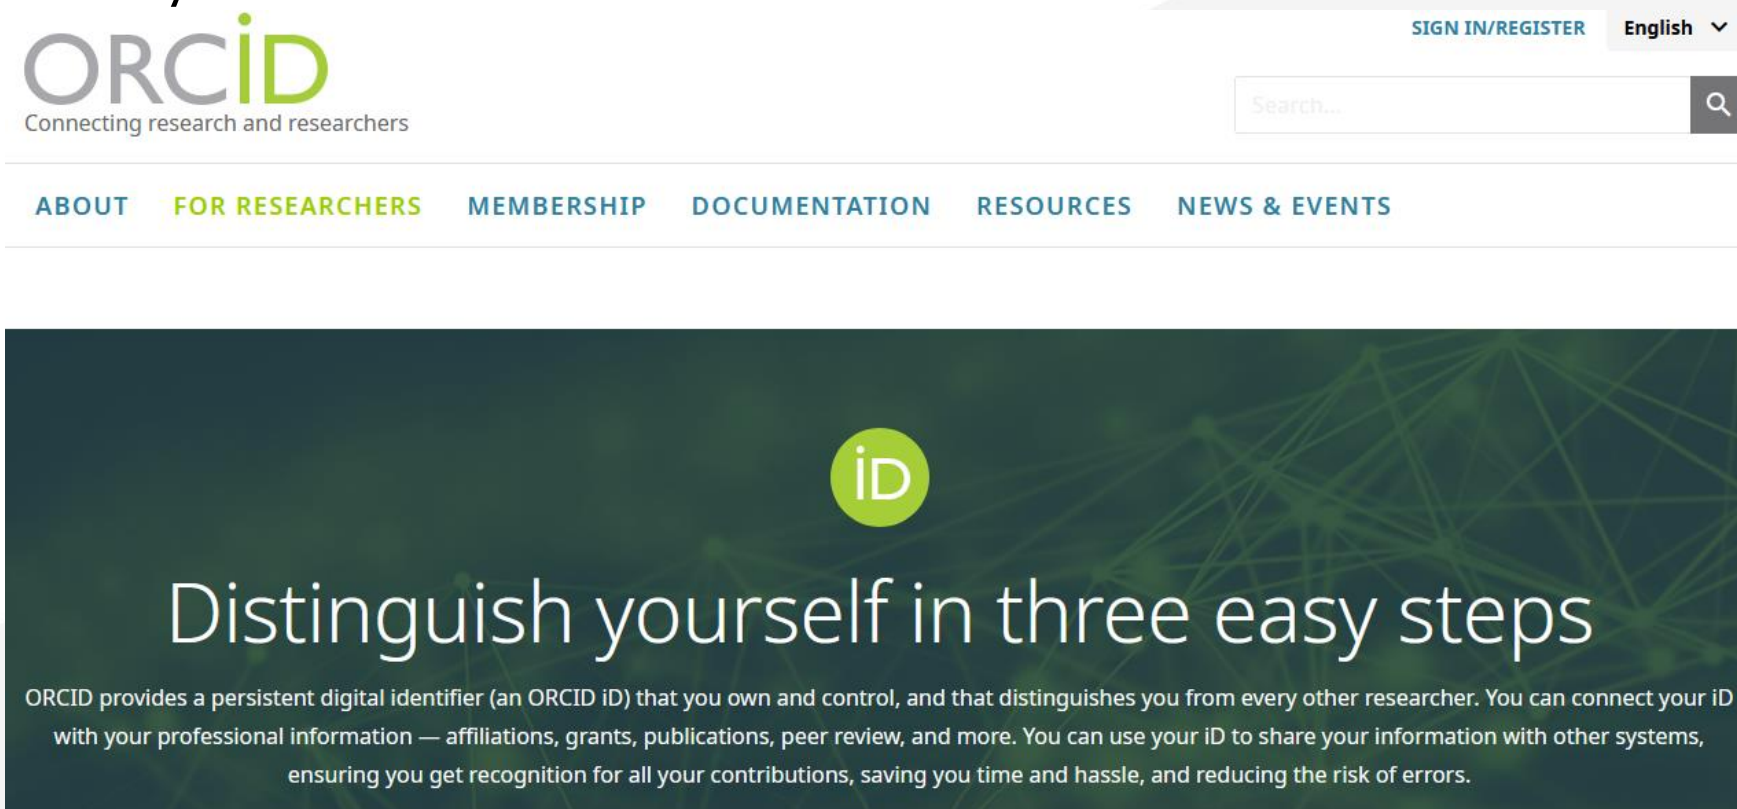 ORCiD
Connecting research and researchers
SIGN IN/REGISTER
English
Search...
ABOUT FOR RESEARCHERS MEMBERSHIP DOCUMENTATION RESOURCES NEWS & EVENTS
iD
Distinguish yourself in three easy steps
ORCID provides a persistent digital identifier (an ORCID iD) that you own and control, and that distinguishes you from every other researcher. You can connect your iD
with your professional information — affiliations, grants, publications, peer review, and more. You can use your iD to share your information with other systems,
ensuring you get recognition for all your contributions, saving you time and hassle, and reducing the risk of errors.